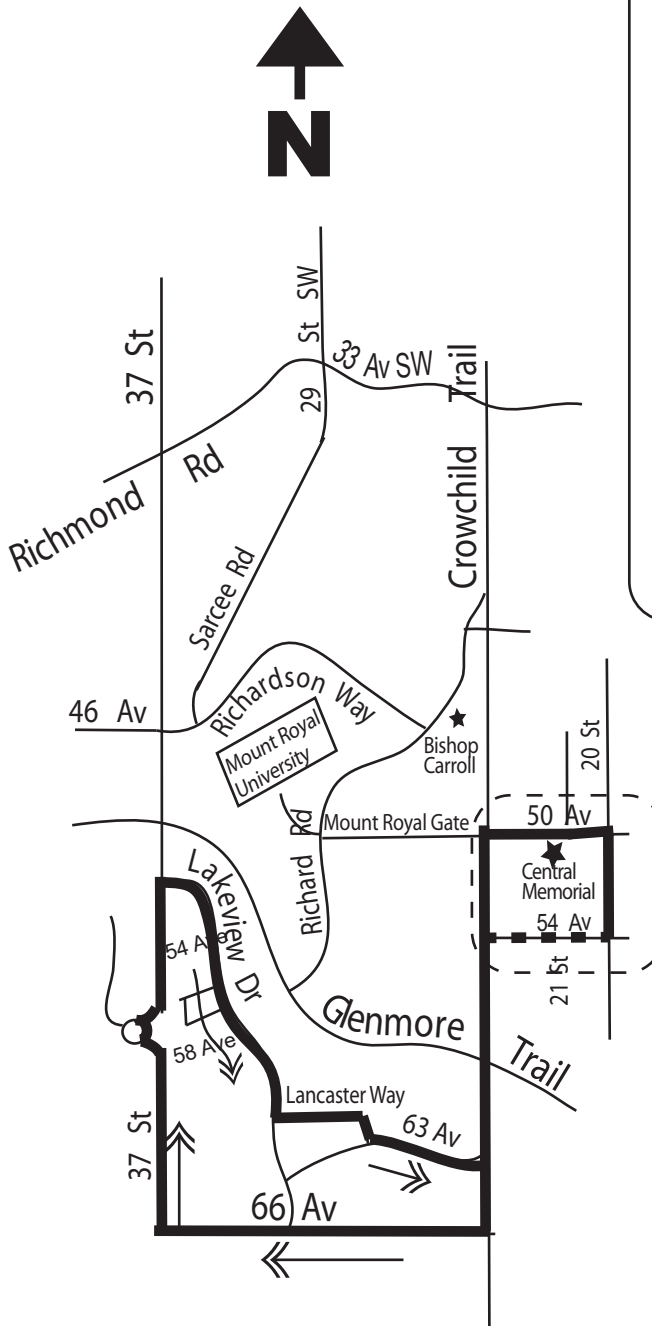 N
37 St
29 St SW
33 Av SW
Crowchild Trail
Richmond Rd
Sarcee Rd
46 Av
Richardson Way
Mount Royal
University
Bishop
Carroll
20 St
Richard Rd
Mount Royal Gate
50 Av
Central
Memorial
54 Av
21 St
Lakeview Dr
54 Ave
58 Ave
Glenmore Trail
Lancaster Way
63 Av
37 St
66 Av